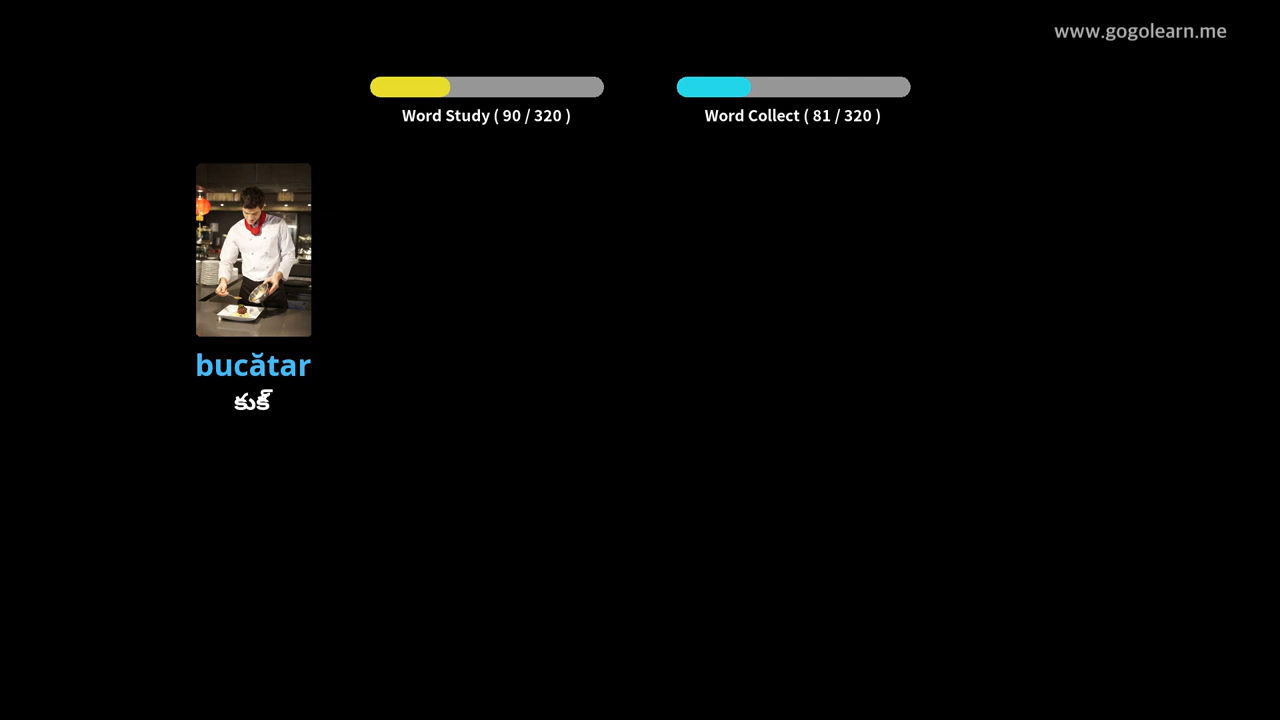 www.gogolearn.me
Word Study ( 90 / 320 )
Word Collect ( 81 / 320 )
bucătar
కుక్